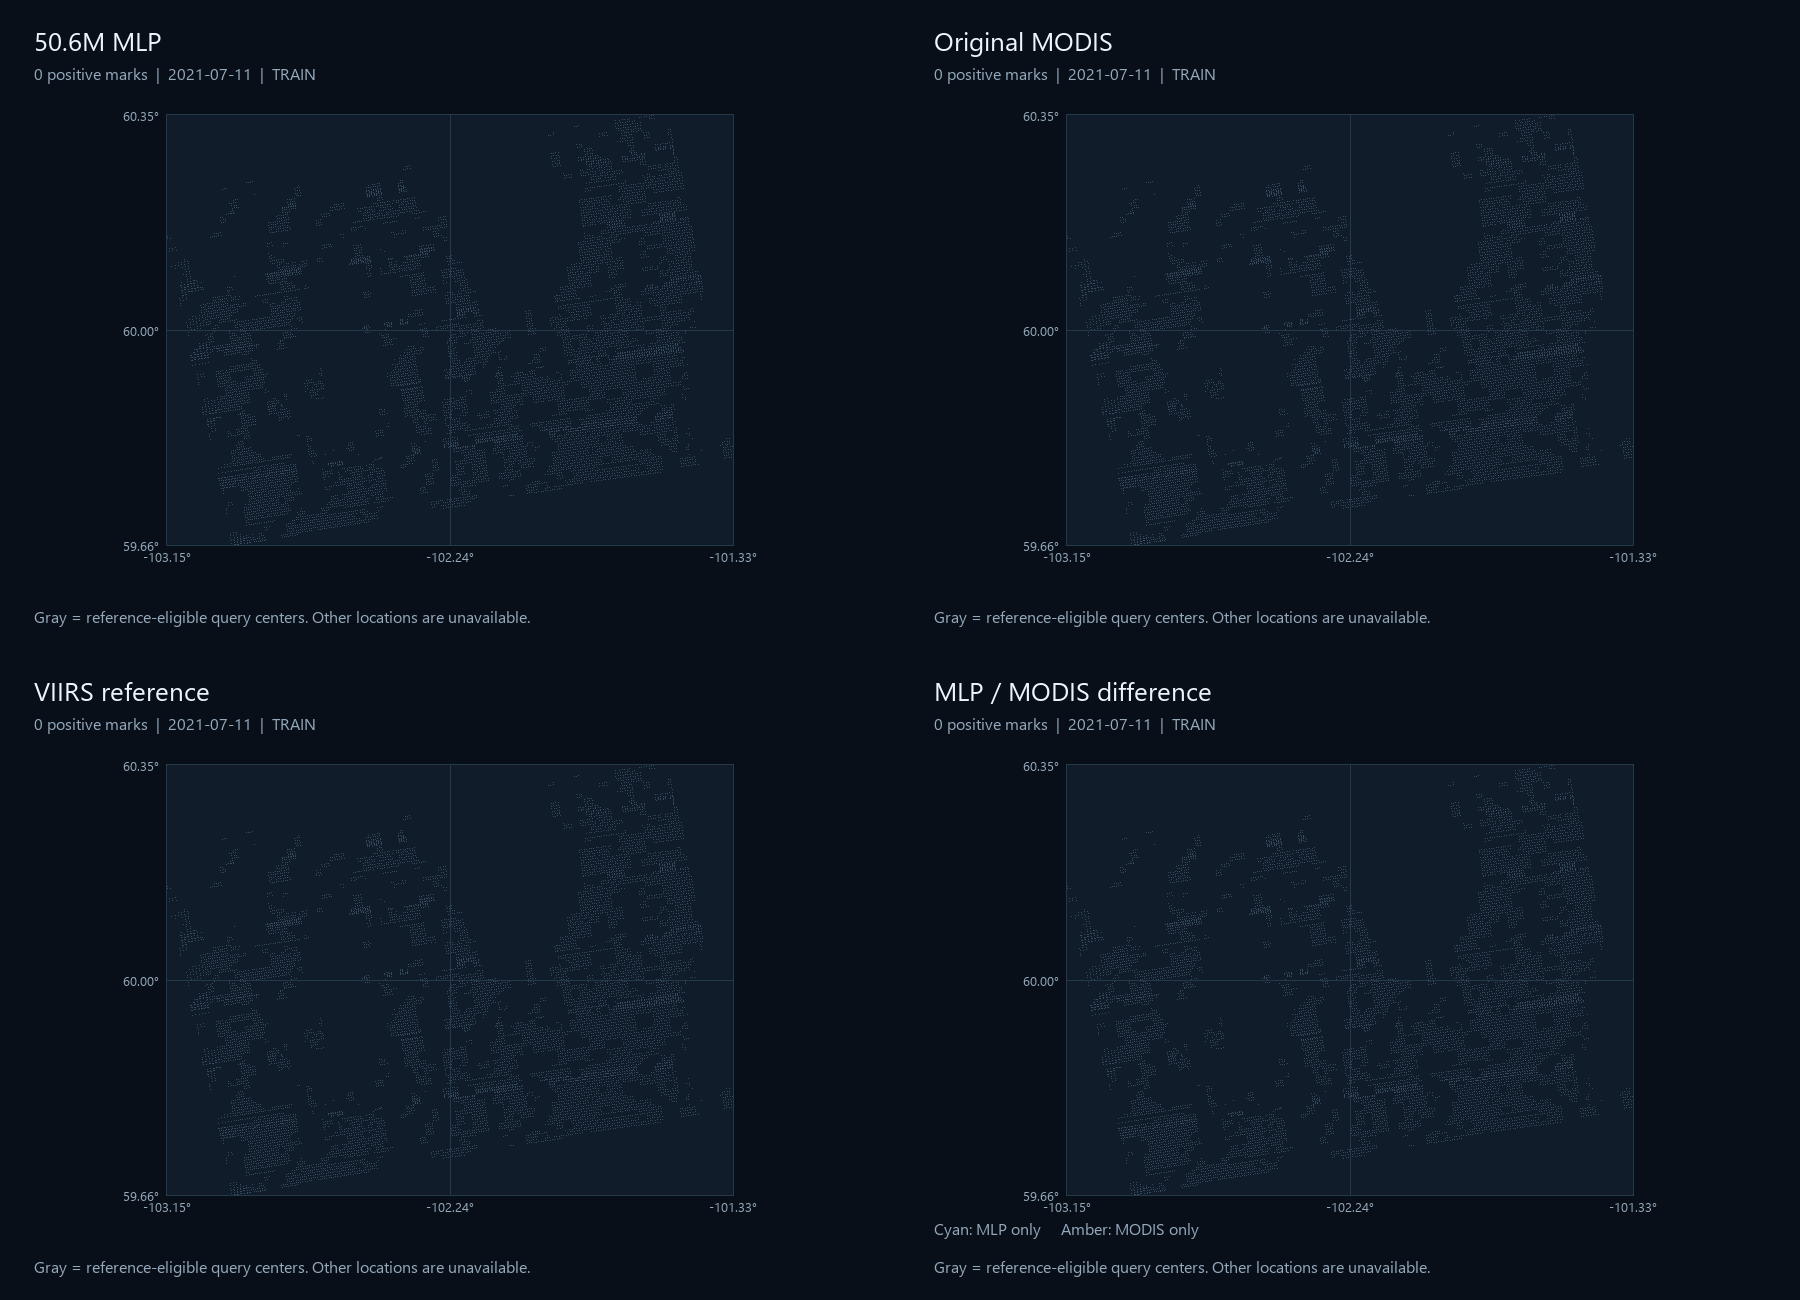 50.6M MLP
0 positive marks | 2021-07-11 | TRAIN
60.35°
60.00°
59.66°
-103.15°
-102.24°
-101.33°
Gray = reference-eligible query centers. Other locations are unavailable.
Original MODIS
0 positive marks | 2021-07-11 | TRAIN
60.35°
60.00°
59.66°
-103.15°
-102.24°
-101.33°
Gray = reference-eligible query centers. Other locations are unavailable.
VIIRS reference
0 positive marks | 2021-07-11 | TRAIN
60.35°
60.00°
59.66°
-103.15°
-102.24°
-101.33°
Gray = reference-eligible query centers. Other locations are unavailable.
MLP / MODIS difference
0 positive marks | 2021-07-11 | TRAIN
60.35°
60.00°
59.66°
-103.15°
-102.24°
-101.33°
Cyan: MLP only Amber: MODIS only
Gray = reference-eligible query centers. Other locations are unavailable.